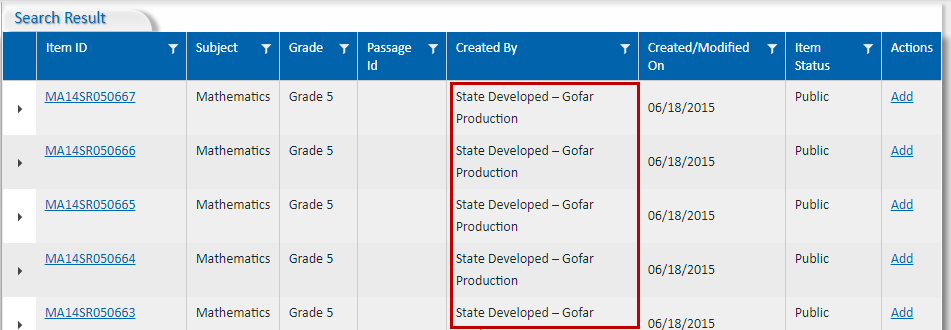 Search Result
Item ID Subject Grade Passage Id Created By Created/Modified On Item Status Actions
MA14SR050667 Mathematics Grade 5 State Developed – Gofar Production 06/18/2015 Public Add
MA14SR050666 Mathematics Grade 5 State Developed – Gofar Production 06/18/2015 Public Add
MA14SR050665 Mathematics Grade 5 State Developed – Gofar Production 06/18/2015 Public Add
MA14SR050664 Mathematics Grade 5 State Developed – Gofar Production 06/18/2015 Public Add
MA14SR050663 Mathematics Grade 5 State Developed – Gofar 06/18/2015 Public Add